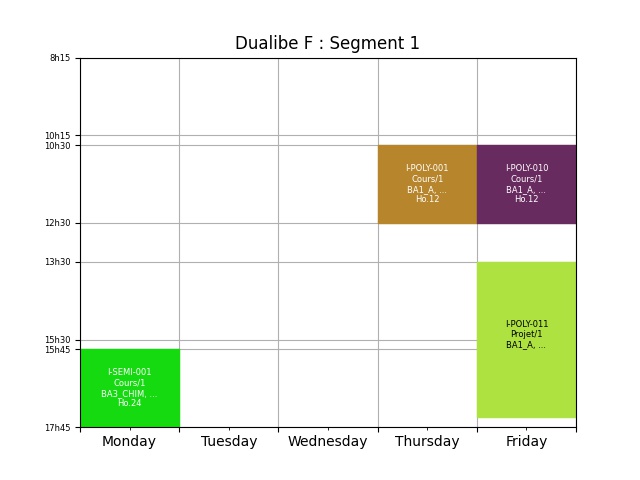 Dualibe F : Segment 1
8h15
10h15
10h30
I-POLY-001
Cours/1
BA1_A, ...
Ho.12
I-POLY-010
Cours/1
BA1_A, ...
Ho.12
12h30
13h30
I-POLY-011
Projet/1
BA1_A, ...
15h30
15h45
I-SEMI-001
Cours/1
BA3_CHIM, ...
Ho.24
17h45
Monday Tuesday Wednesday Thursday Friday